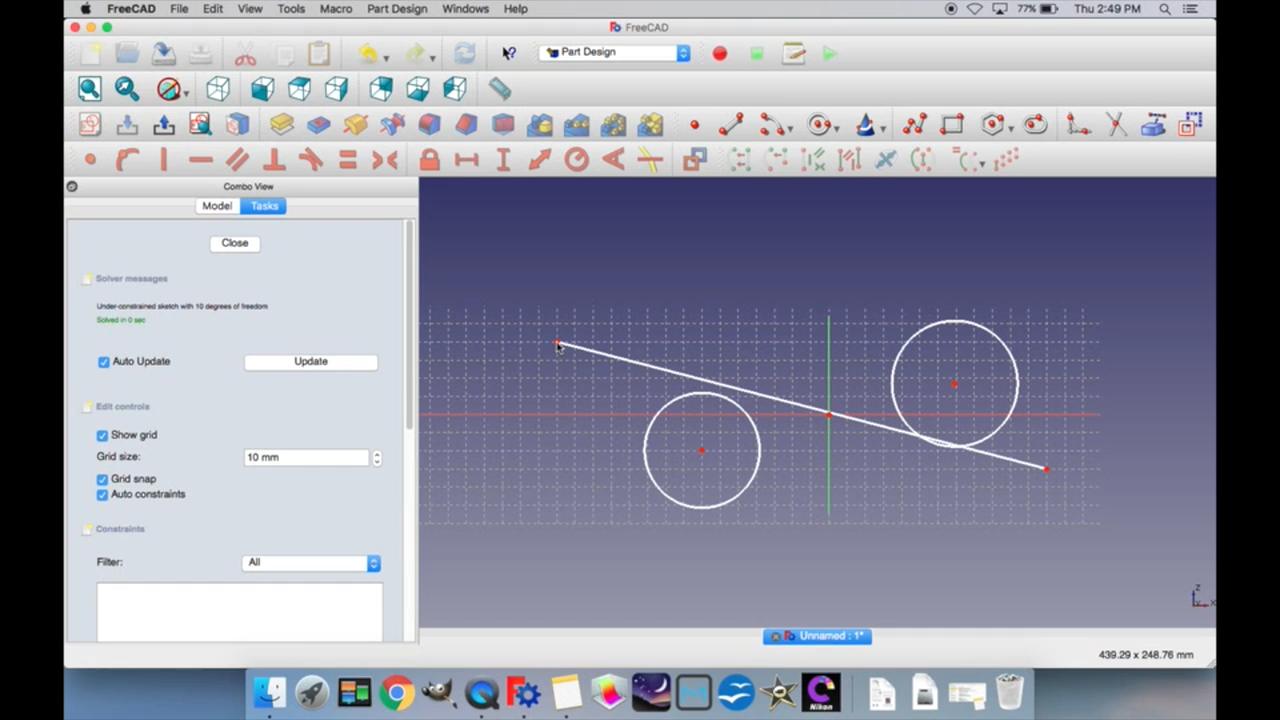 FreeCAD File Edit View Tools Macro Part Design Windows Help 77% Thu 2:49 PM
FreeCAD
Part Design
Combo View
Model Tasks
Close
Solver messages
Under-constrained sketch with 10 degrees of freedom
Solved in 0 sec
Auto Update Update
Edit controls
Show grid
Grid size: 10 mm
Grid snap
Auto constraints
Constraints
Filter: All
Z
X
Unnamed : 1*
439.29 x 248.76 mm
Nikon